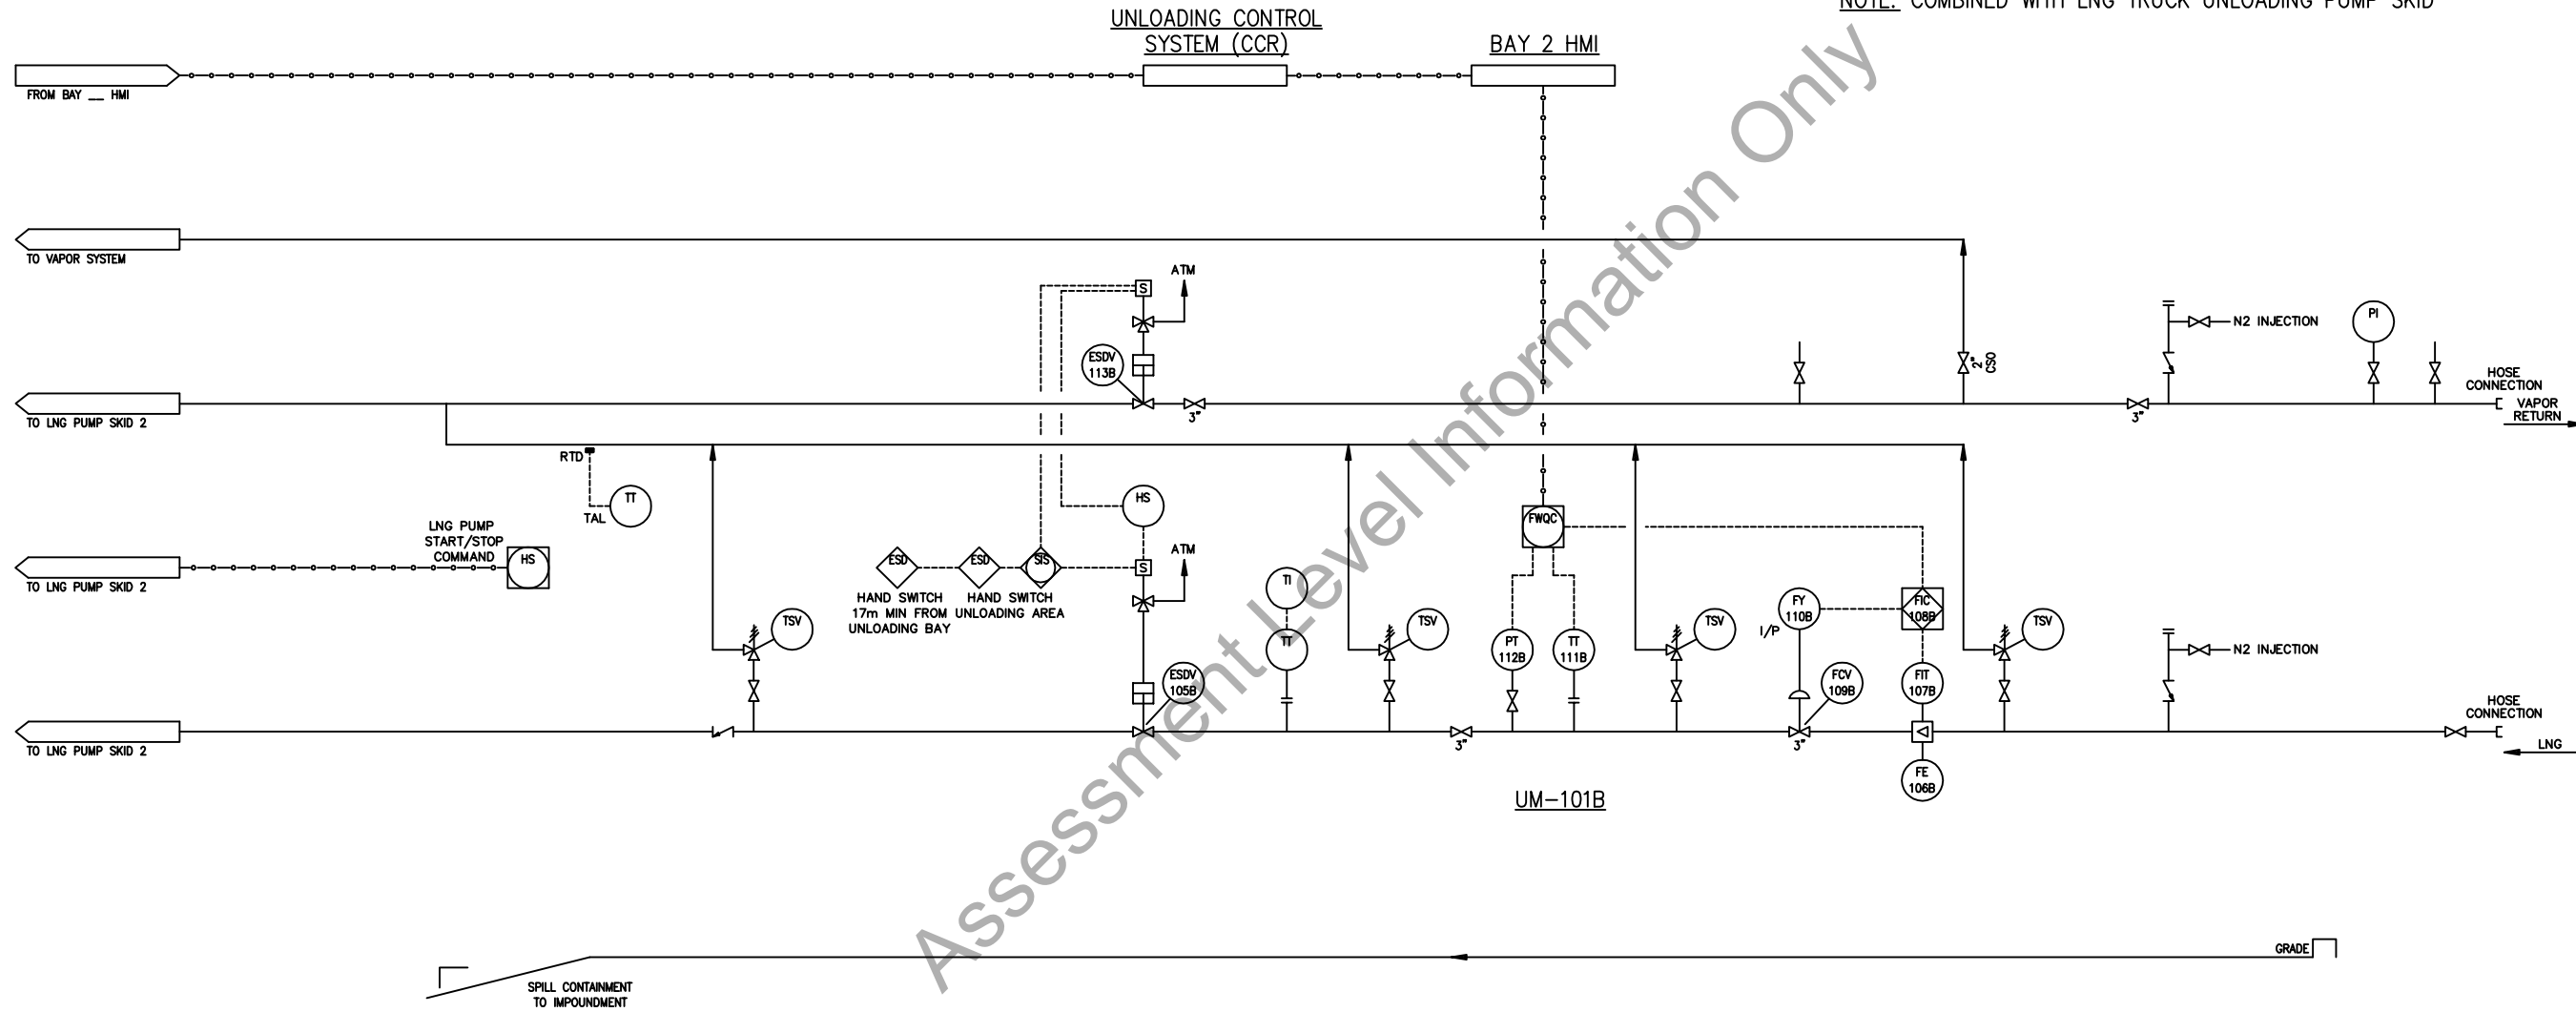 NOTE: COMBINED WITH LNG TRUCK UNLOADING PUMP SKID
UNLOADING CONTROL
SYSTEM (CCR)
BAY 2 HMI
FROM BAY __ HMI
TO VAPOR SYSTEM
ATM
S
N2 INJECTION
PI
ESDV
113B
2"
CSO
HOSE
CONNECTION
VAPOR
RETURN
TO LNG PUMP SKID 2
3"
3"
RTD
TT
TAL
HS
FWQC
LNG PUMP
START/STOP
COMMAND
HS
ESD
ESD
SIS
S
ATM
TO LNG PUMP SKID 2
HAND SWITCH
17m MIN FROM
UNLOADING BAY
HAND SWITCH
UNLOADING AREA
TI
TT
TSV
TSV
PT
112B
TT
111B
TSV
FY
110B
I/P
FIC
108B
TSV
N2 INJECTION
ESDV
105B
FCV
109B
FIT
107B
HOSE
CONNECTION
LNG
TO LNG PUMP SKID 2
3"
3"
FE
106B
UM-101B
GRADE
SPILL CONTAINMENT
TO IMPOUNDMENT
Assessment Level Information Only